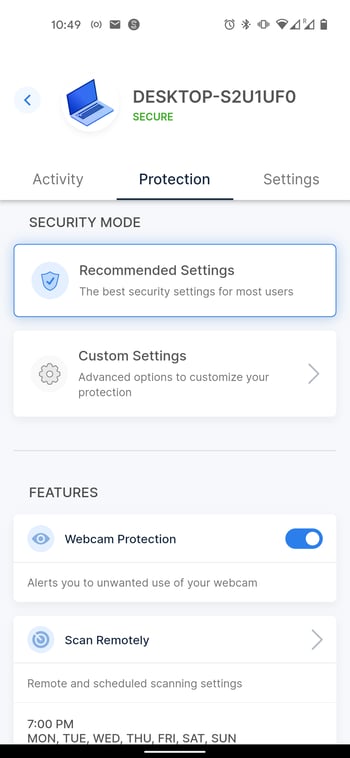 10:49
DESKTOP-S2U1UF0
SECURE
Activity Protection Settings
SECURITY MODE
Recommended Settings
The best security settings for most users
Custom Settings
Advanced options to customize your
protection
FEATURES
Webcam Protection
Alerts you to unwanted use of your webcam
Scan Remotely
Remote and scheduled scanning settings
7:00 PM
MON, TUE, WED, THU, FRI, SAT, SUN